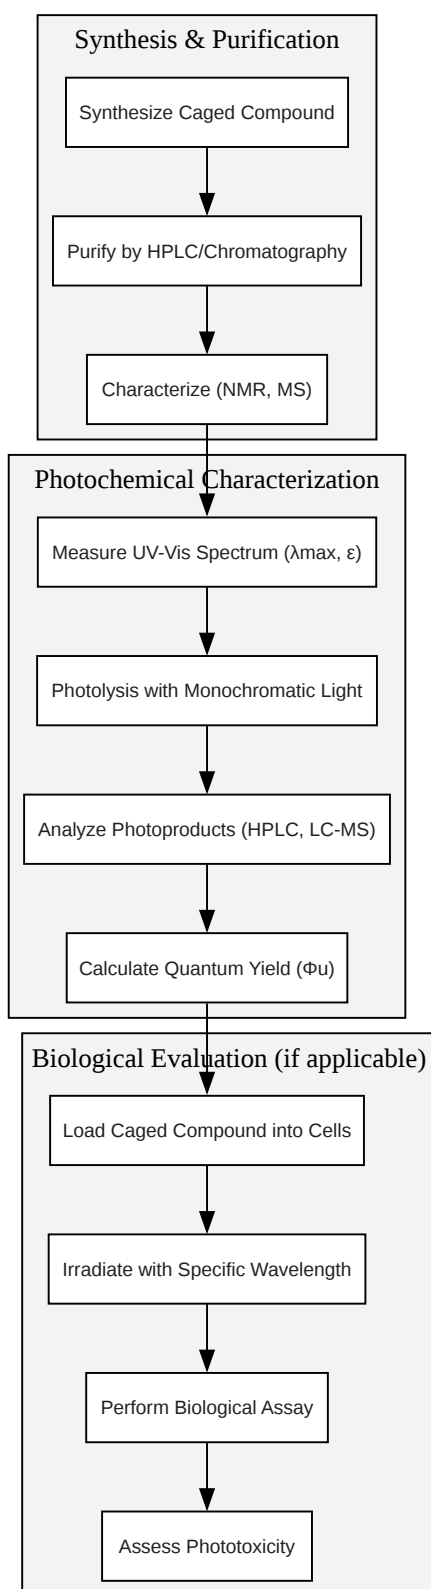 Synthesis & Purification
Synthesize Caged Compound
Purify by HPLC/Chromatography
Characterize (NMR, MS)
Photochemical Characterization
Measure UV-Vis Spectrum (λmax, ε)
Photolysis with Monochromatic Light
Analyze Photoproducts (HPLC, LC-MS)
Calculate Quantum Yield (Φu)
Biological Evaluation (if applicable)
Load Caged Compound into Cells
Irradiate with Specific Wavelength
Perform Biological Assay
Assess Phototoxicity